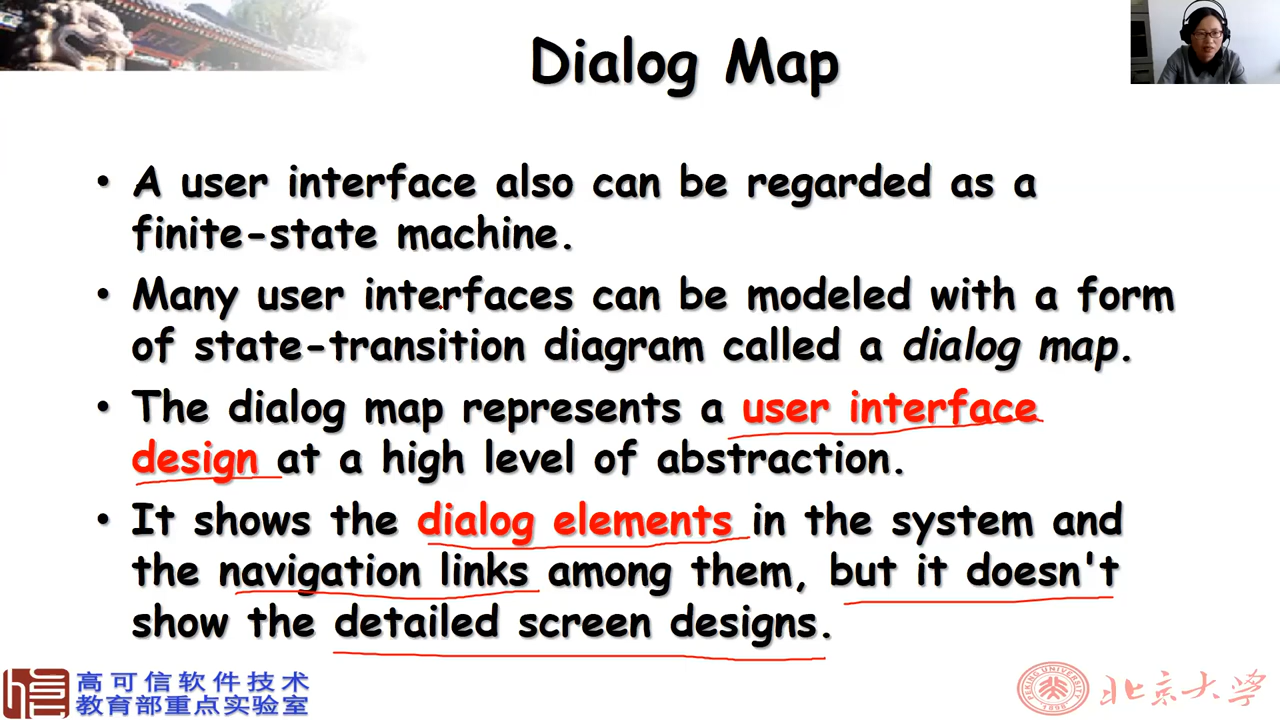 Dialog Map
• A user interface also can be regarded as a
finite-state machine.
• Many user interfaces can be modeled with a form
of state-transition diagram called a dialog map.
• The dialog map represents a user interface
design at a high level of abstraction.
• It shows the dialog elements in the system and
the navigation links among them, but it doesn't
show the detailed screen designs.
高可信软件技术
教育部重点实验室
PEKING UNIVERSITY
1898
北京大学